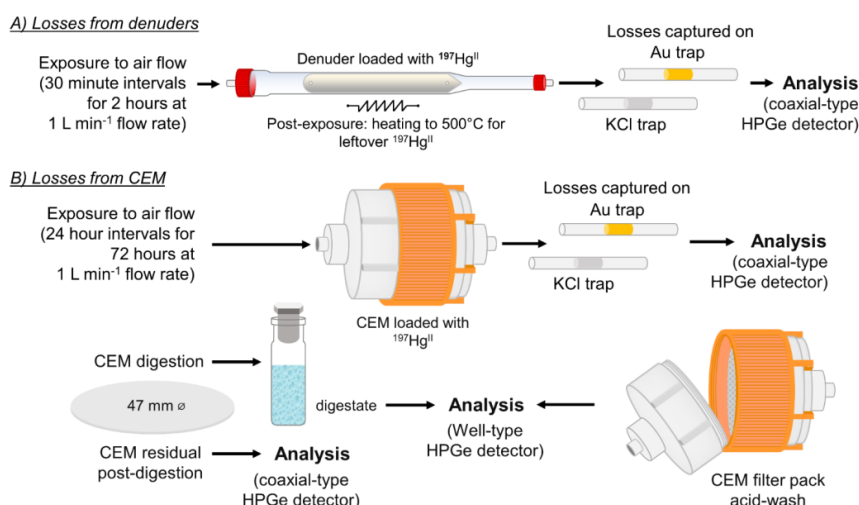 A) Losses from denuders
Exposure to air flow
(30 minute intervals
for 2 hours at
1 L min⁻¹ flow rate)
Denuder loaded with ¹⁹⁷Hgᴵᴵ
Post-exposure: heating to 500°C for
leftover ¹⁹⁷Hgᴵᴵ
Losses captured on
Au trap
KCl trap
Analysis
(coaxial-type
HPGe detector)
B) Losses from CEM
Exposure to air flow
(24 hour intervals for
72 hours at
1 L min⁻¹ flow rate)
CEM loaded with
¹⁹⁷Hgᴵᴵ
Losses captured on
Au trap
KCl trap
Analysis
(coaxial-type
HPGe detector)
CEM digestion
47 mm ⌀
digestate
Analysis
(Well-type
HPGe detector)
CEM residual
post-digestion
Analysis
(coaxial-type
HPGe detector)
CEM filter pack
acid-wash